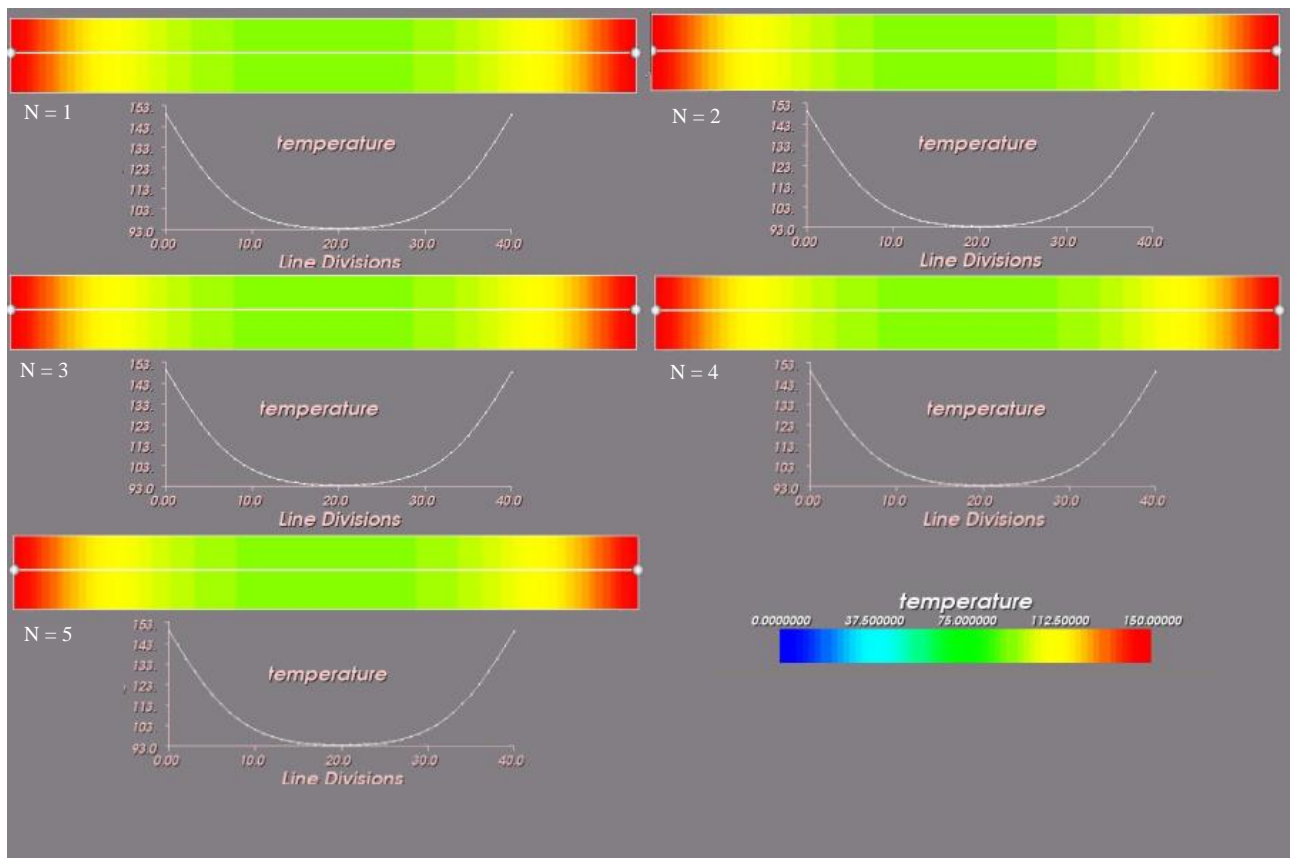 N = 1
153.
143.
133.
123.
113.
103.
93.0
temperature
0.00 10.0 20.0 30.0 40.0
Line Divisions
N = 2
153.
143.
133.
123.
113.
103.
93.0
temperature
0.00 10.0 20.0 30.0 40.0
Line Divisions
N = 3
153.
143.
133.
123.
113.
103.
93.0
temperature
0.00 10.0 20.0 30.0 40.0
Line Divisions
N = 4
153.
143.
133.
123.
113.
103.
93.0
temperature
0.00 10.0 20.0 30.0 40.0
Line Divisions
N = 5
153.
143.
133.
123.
113.
103.
93.0
temperature
0.00 10.0 20.0 30.0 40.0
Line Divisions
temperature
0.0000000 37.500000 75.000000 112.50000 150.00000